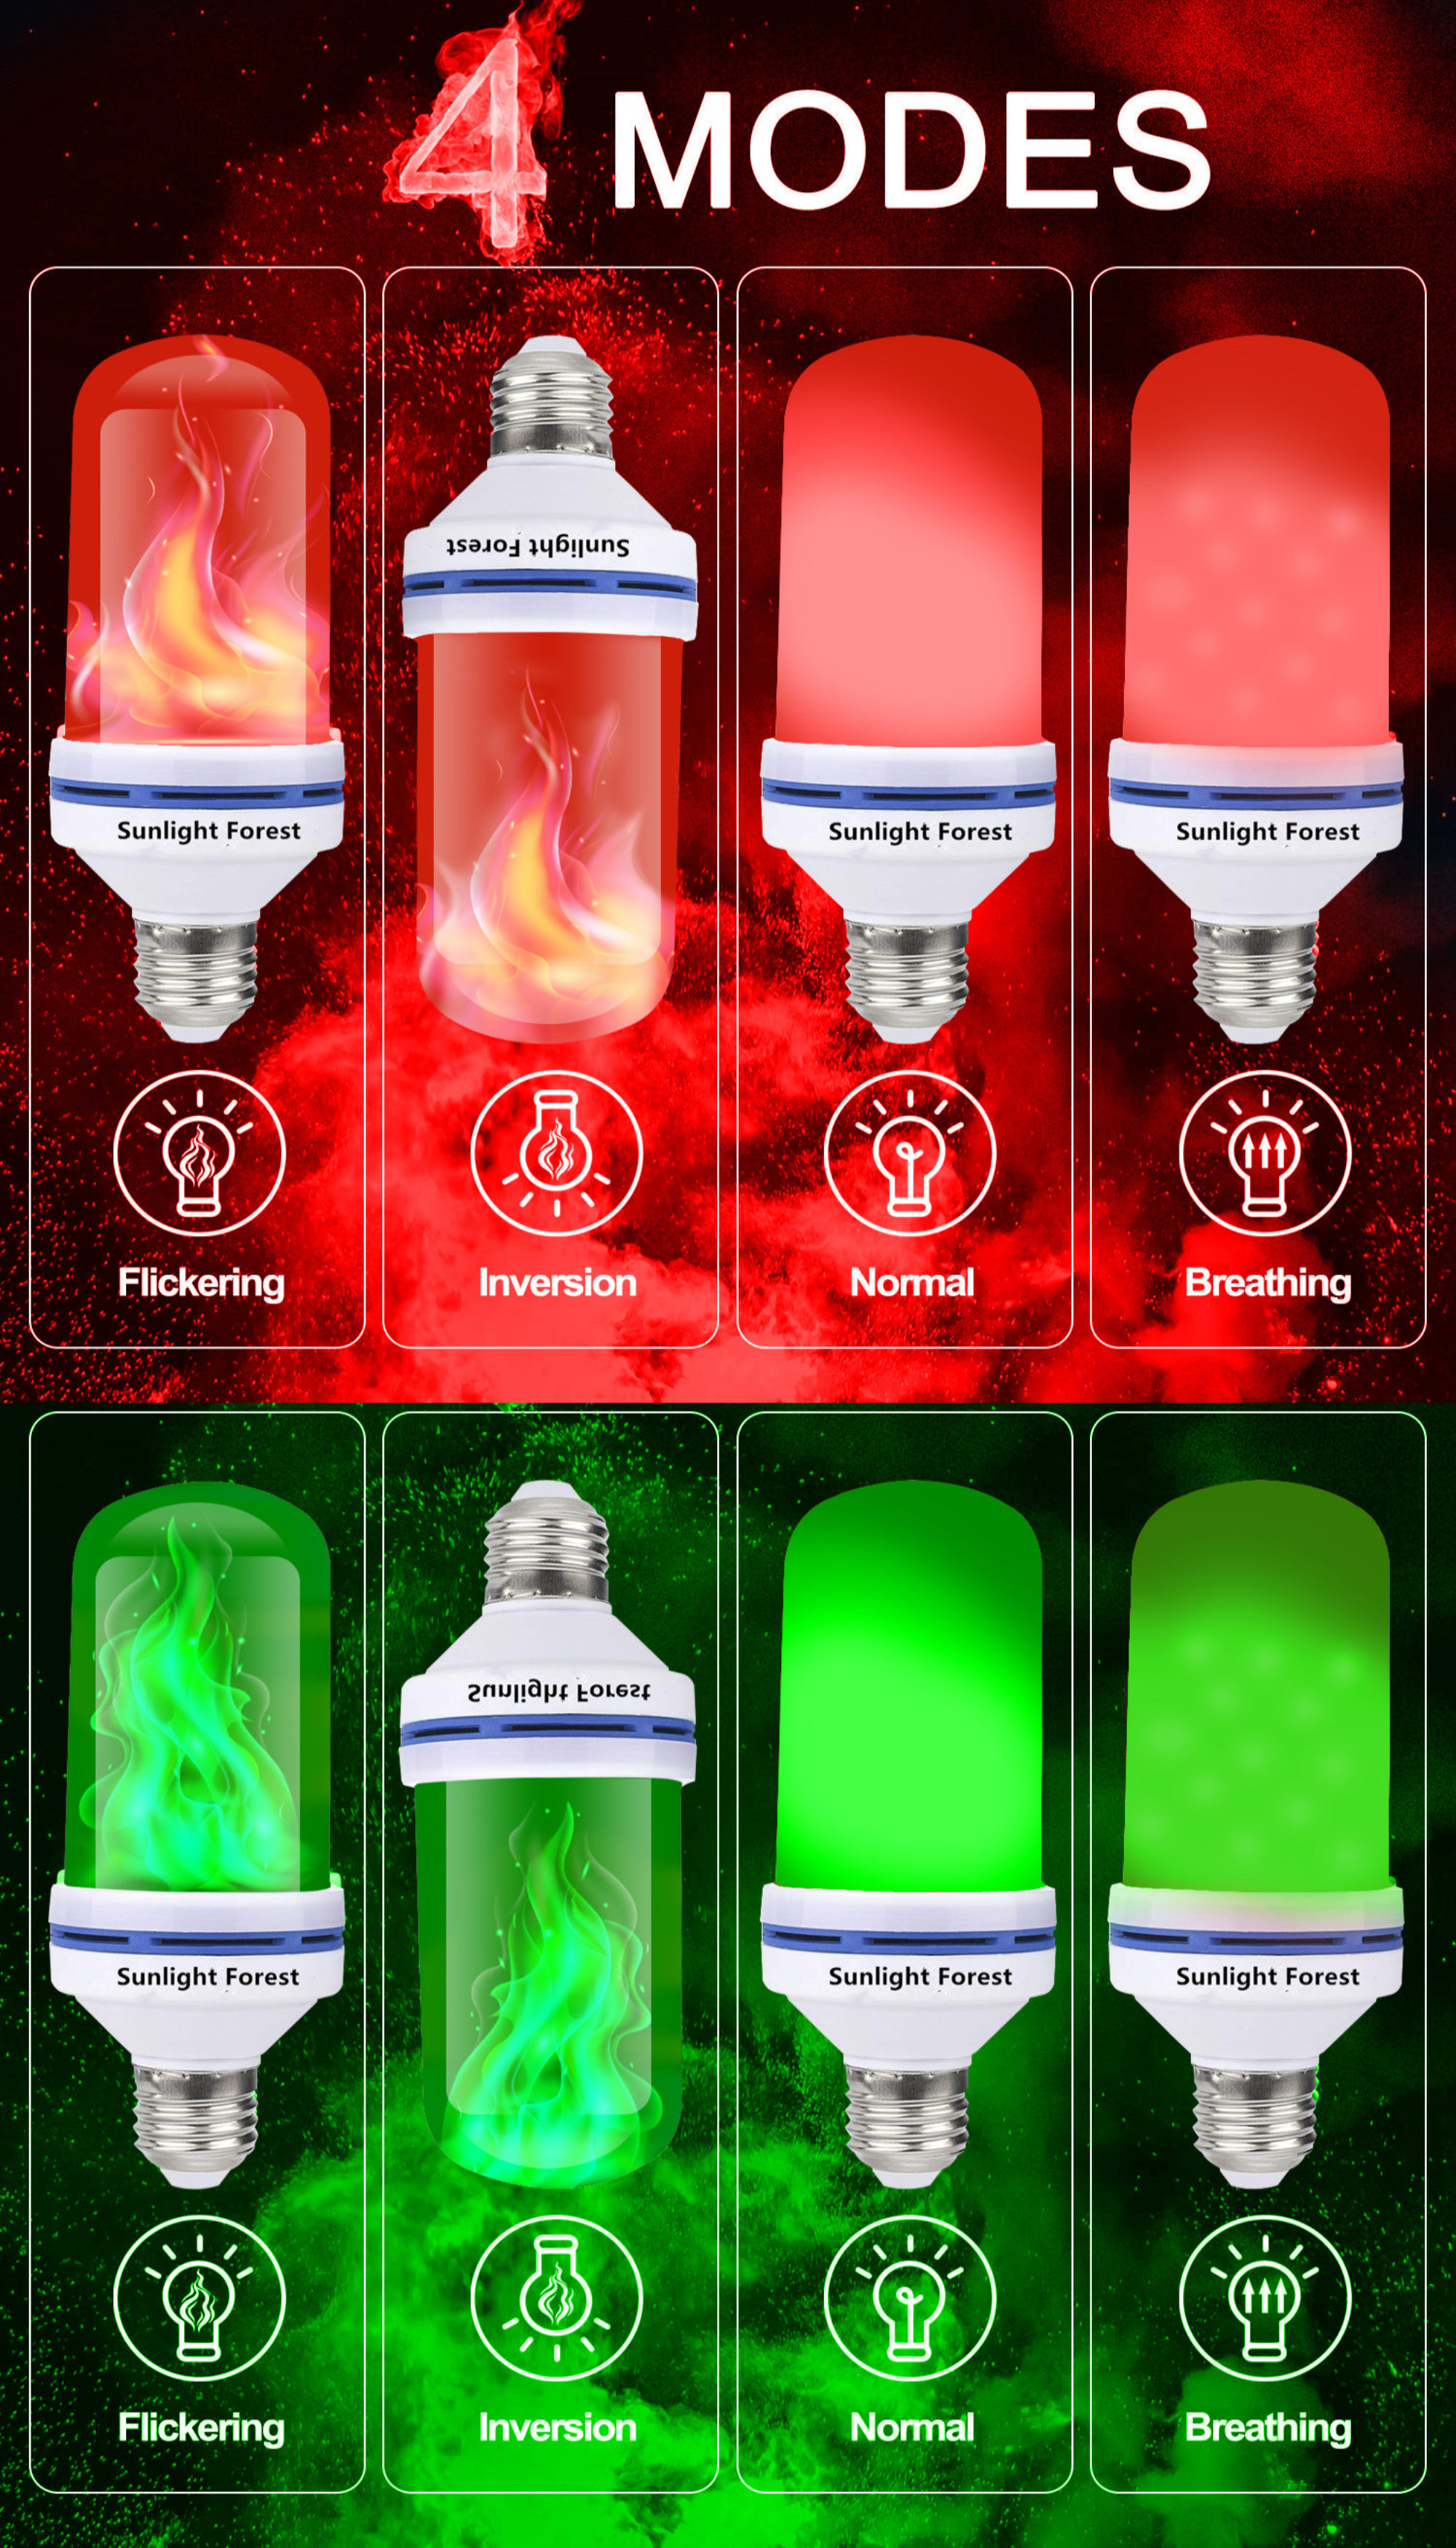 4 MODES
Sunlight Forest
Sunlight Forest
Sunlight Forest
Sunlight Forest
Flickering
Inversion
Normal
Breathing
Sunlight Forest
Sunlight Forest
Sunlight Forest
Sunlight Forest
Flickering
Inversion
Normal
Breathing